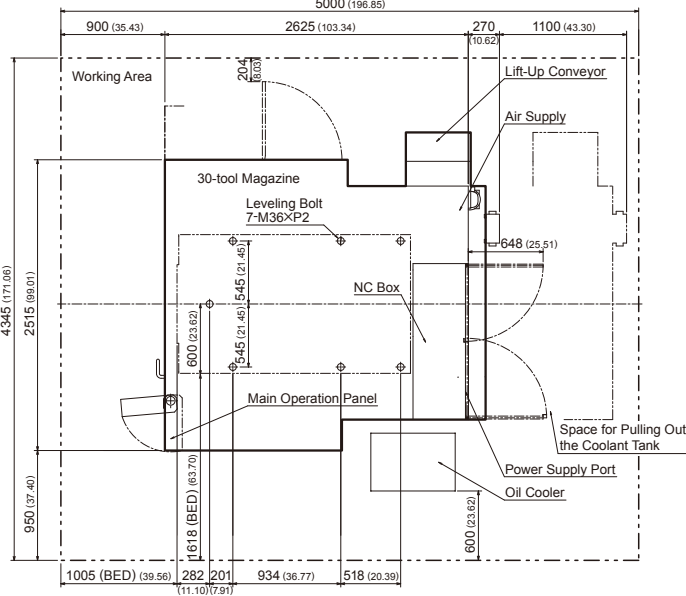 5000 (196.85)
900 (35.43)
2625 (103.34)
270
(10.62)
1100 (43.30)
204
(8.03)
Working Area
Lift-Up Conveyor
Air Supply
30-tool Magazine
Leveling Bolt
7-M36×P2
648 (25.51)
545 (21.45)
NC Box
4345 (171.06)
2515 (99.01)
600 (23.62)
545 (21.45)
Main Operation Panel
Space for Pulling Out
the Coolant Tank
Power Supply Port
Oil Cooler
950 (37.40)
1618 (BED) (63.70)
600 (23.62)
1005 (BED) (39.56)
282
(11.10)
201
(7.91)
934 (36.77)
518 (20.39)